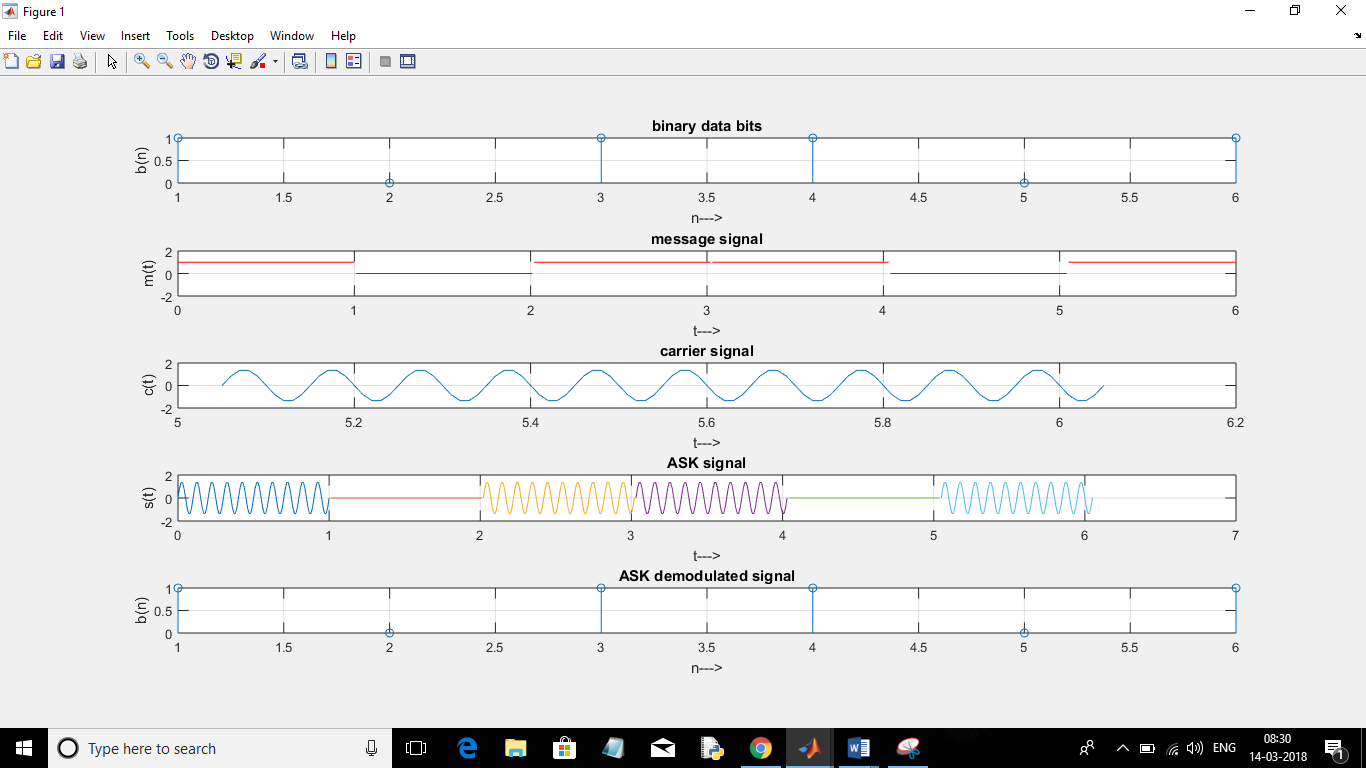 Figure 1
File Edit View Insert Tools Desktop Window Help
binary data bits
b(n)
1
0.5
0
1 1.5 2 2.5 3 3.5 4 4.5 5 5.5 6
n--->
message signal
m(t)
2
0
-2
0 1 2 3 4 5 6
t--->
carrier signal
c(t)
2
0
-2
5 5.2 5.4 5.6 5.8 6 6.2
t--->
ASK signal
s(t)
2
0
-2
0 1 2 3 4 5 6 7
t--->
ASK demodulated signal
b(n)
1
0.5
0
1 1.5 2 2.5 3 3.5 4 4.5 5 5.5 6
n--->
Type here to search
ENG
08:30
14-03-2018
1